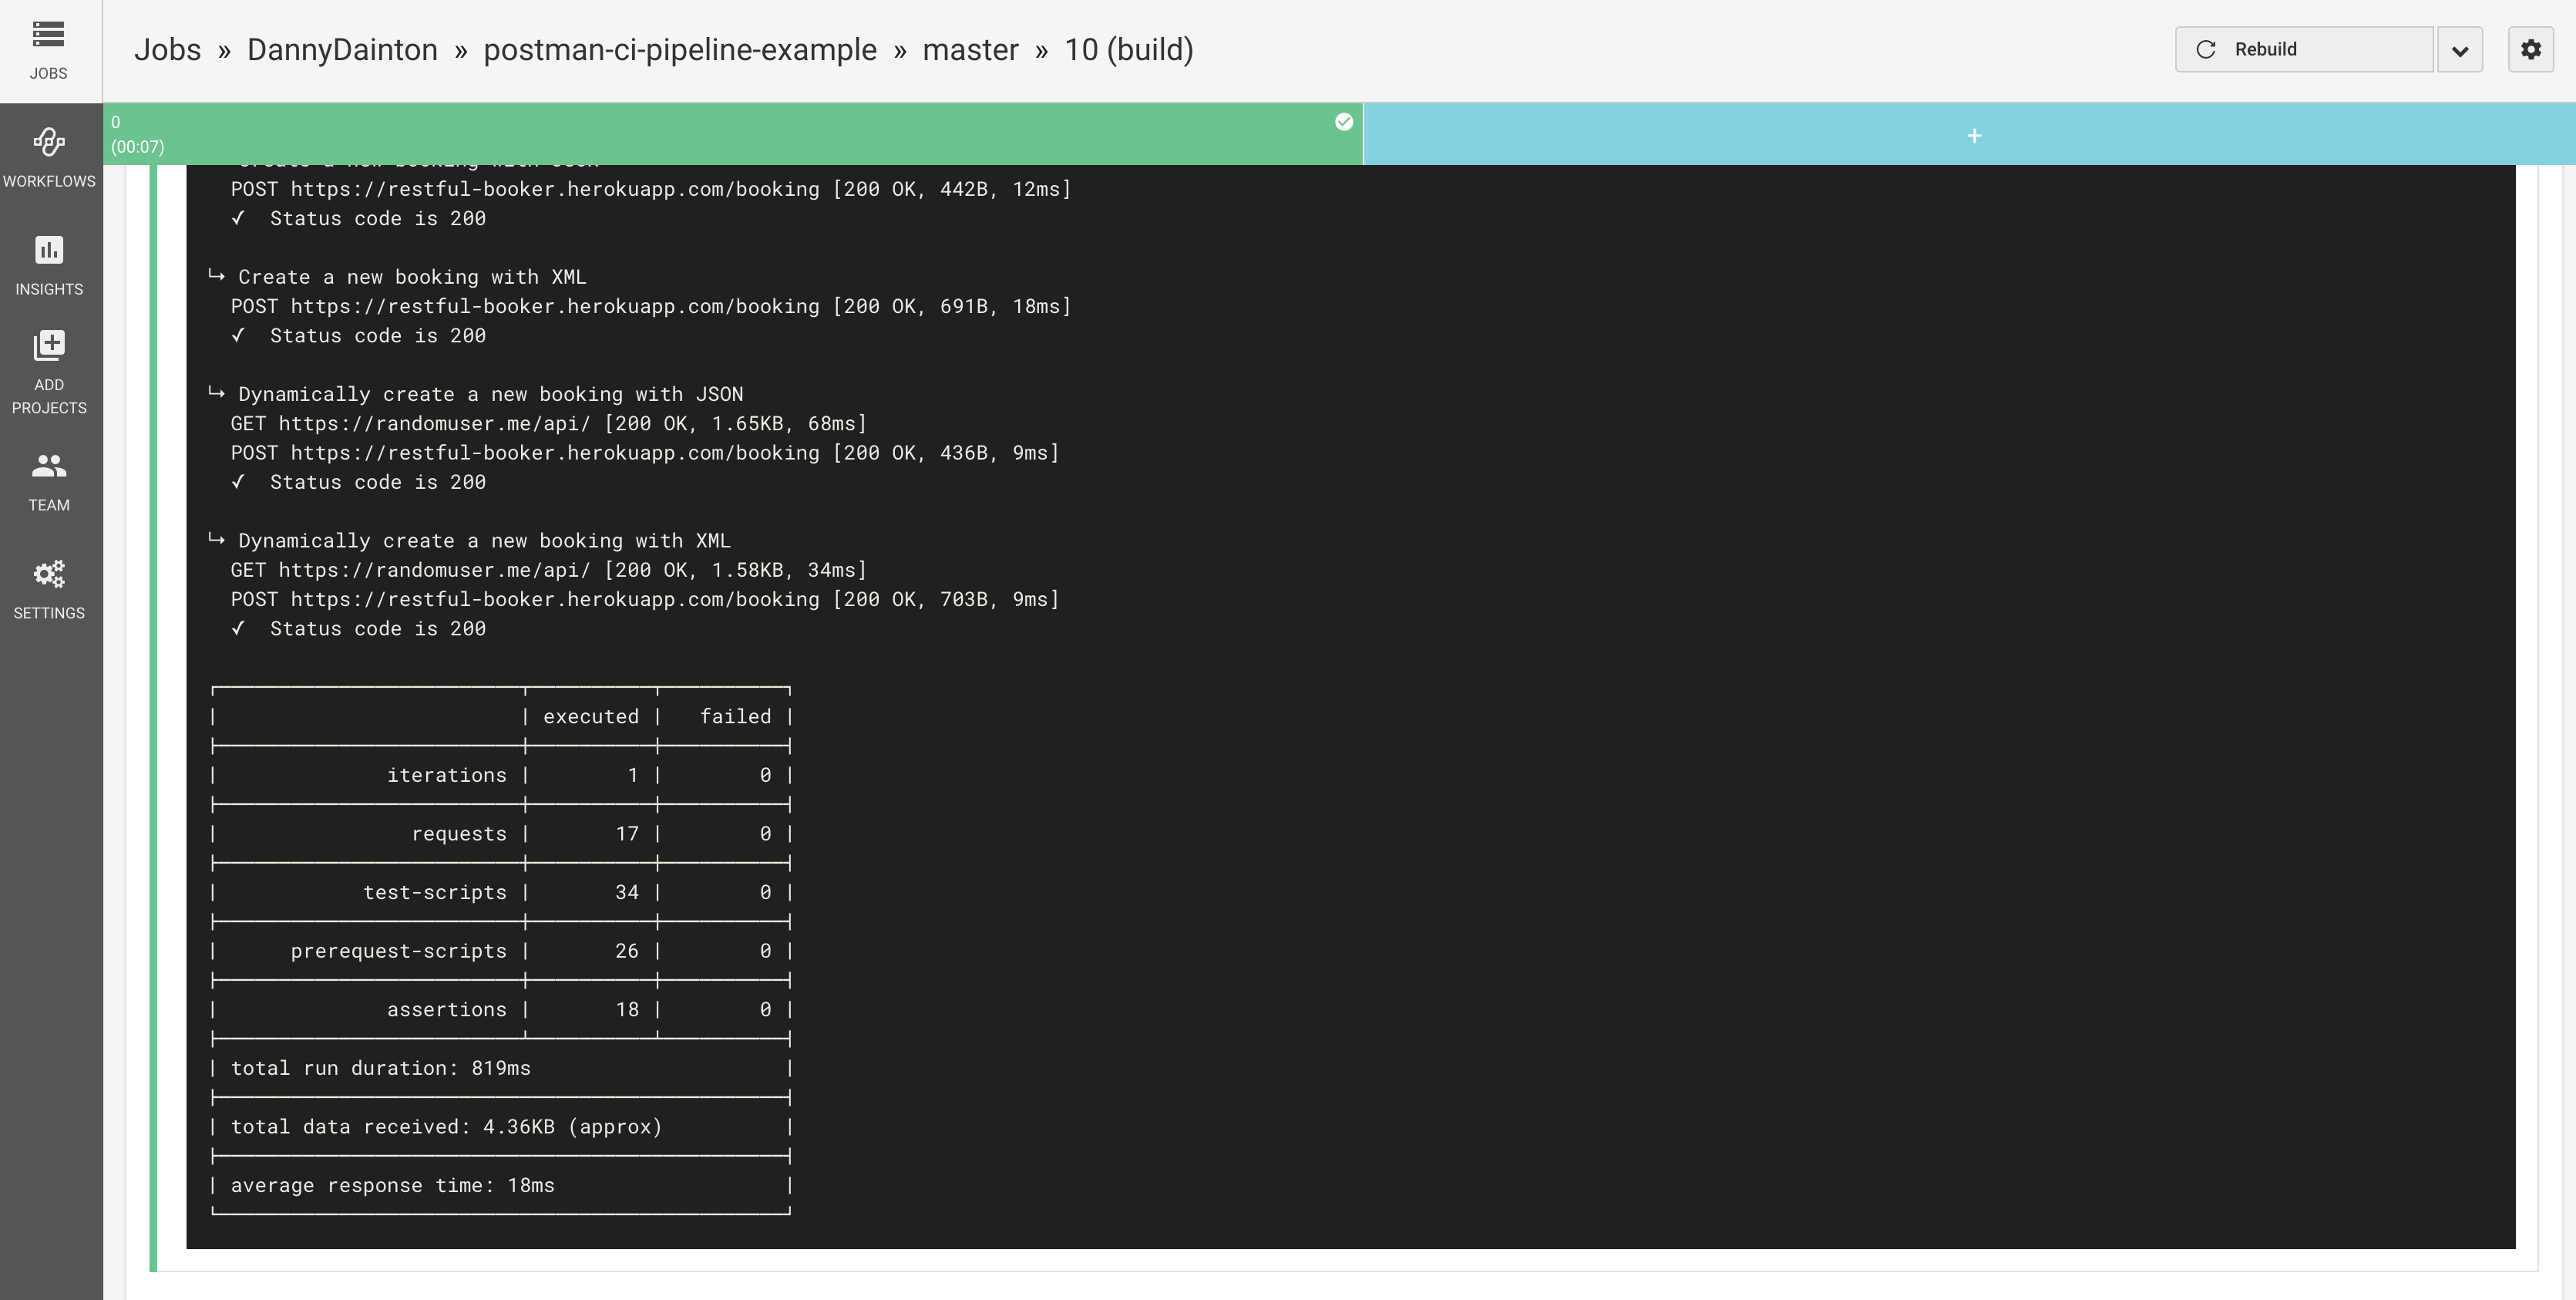 JOBS
WORKFLOWS
INSIGHTS
ADD
PROJECTS
TEAM
SETTINGS
Jobs » DannyDainton » postman-ci-pipeline-example » master » 10 (build)
Rebuild
0
(00:07)
+
Create a new booking with JSON
POST https://restful-booker.herokuapp.com/booking [200 OK, 442B, 12ms]
✓ Status code is 200
↳ Create a new booking with XML
POST https://restful-booker.herokuapp.com/booking [200 OK, 691B, 18ms]
✓ Status code is 200
↳ Dynamically create a new booking with JSON
GET https://randomuser.me/api/ [200 OK, 1.65KB, 68ms]
POST https://restful-booker.herokuapp.com/booking [200 OK, 436B, 9ms]
✓ Status code is 200
↳ Dynamically create a new booking with XML
GET https://randomuser.me/api/ [200 OK, 1.58KB, 34ms]
POST https://restful-booker.herokuapp.com/booking [200 OK, 703B, 9ms]
✓ Status code is 200
executed | failed
iterations | 1 | 0
requests | 17 | 0
test-scripts | 34 | 0
prerequest-scripts | 26 | 0
assertions | 18 | 0
total run duration: 819ms
total data received: 4.36KB (approx)
average response time: 18ms